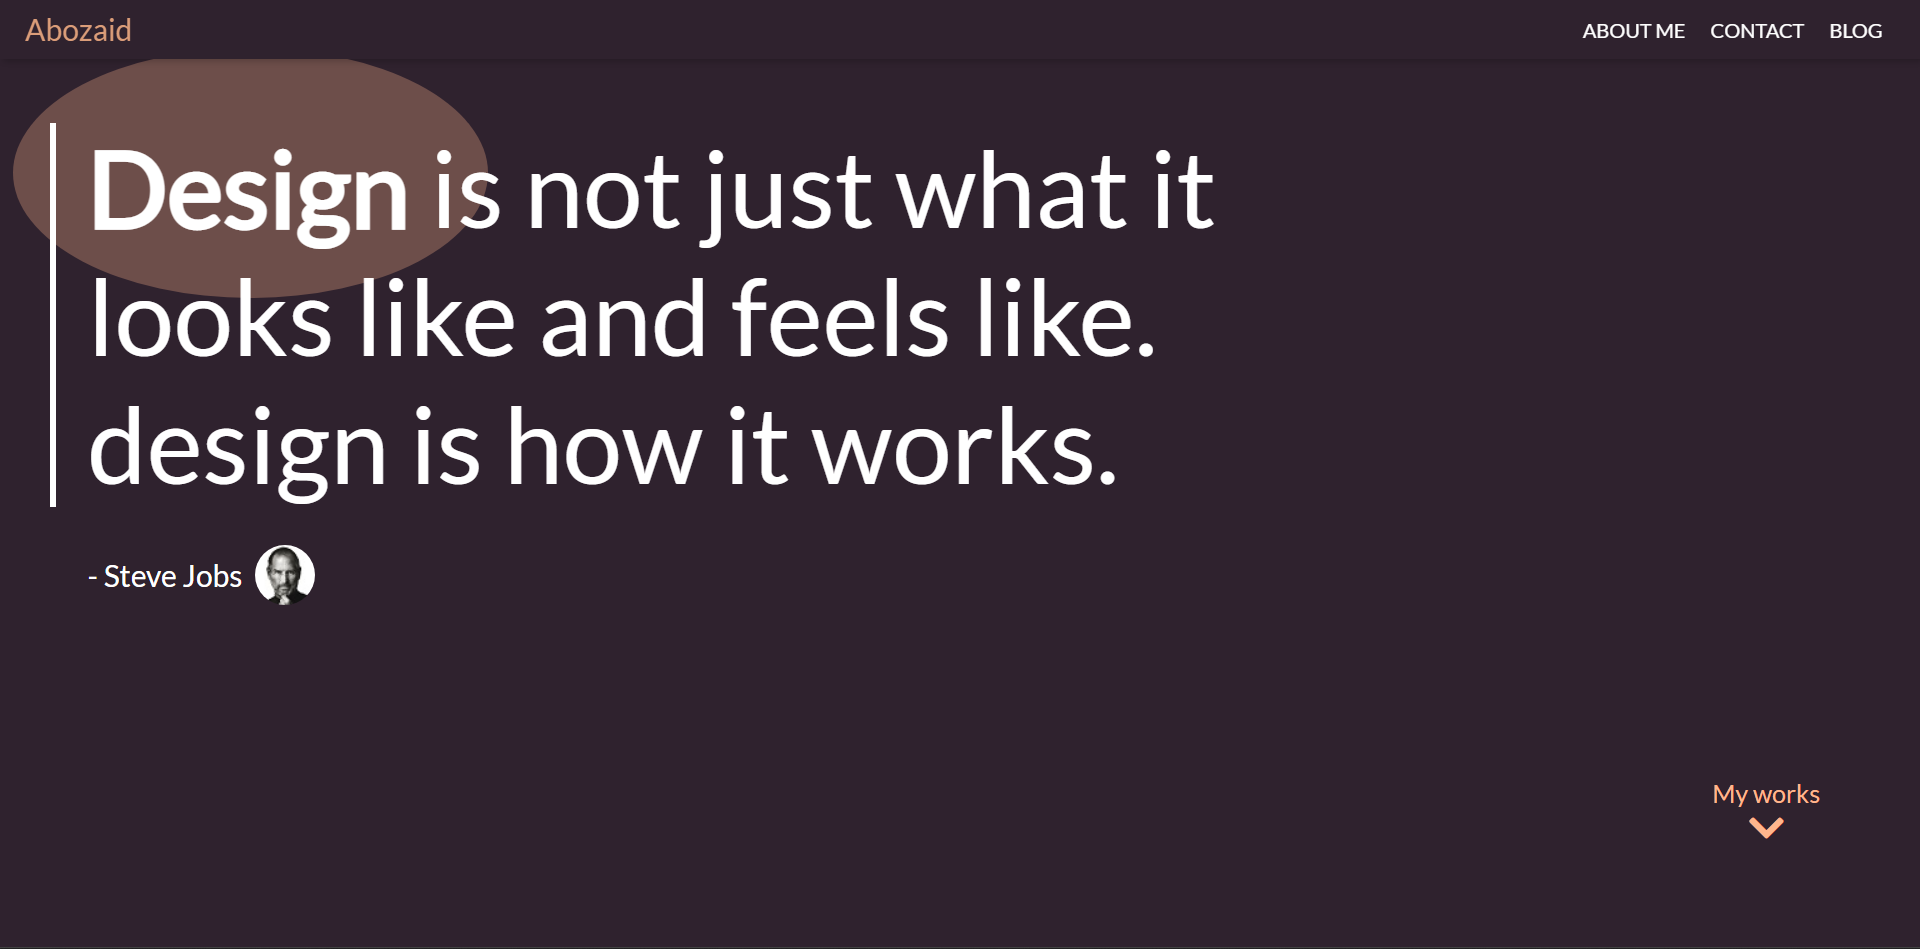 Abozaid
ABOUT ME CONTACT BLOG
Design is not just what it
looks like and feels like.
design is how it works.
- Steve Jobs
My works